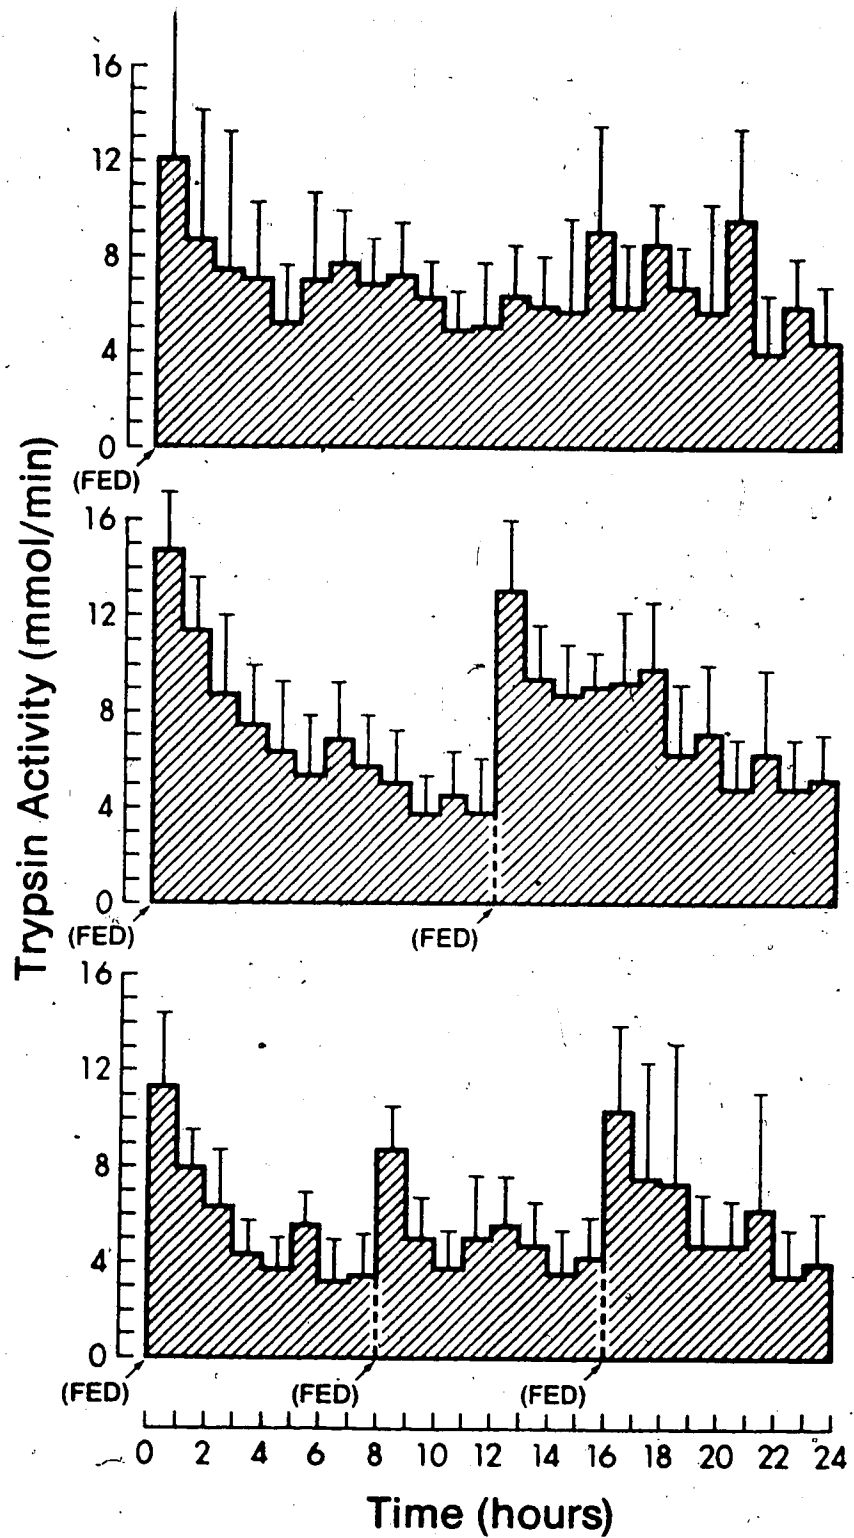 16
12
8
4
0
(FED)
16
12
8
4
0
(FED) (FED)
Trypsin Activity (mmol/min)
16
12
8
4
0
(FED) (FED) (FED)
0 2 4 6 8 10 12 14 16 18 20 22 24
Time (hours)